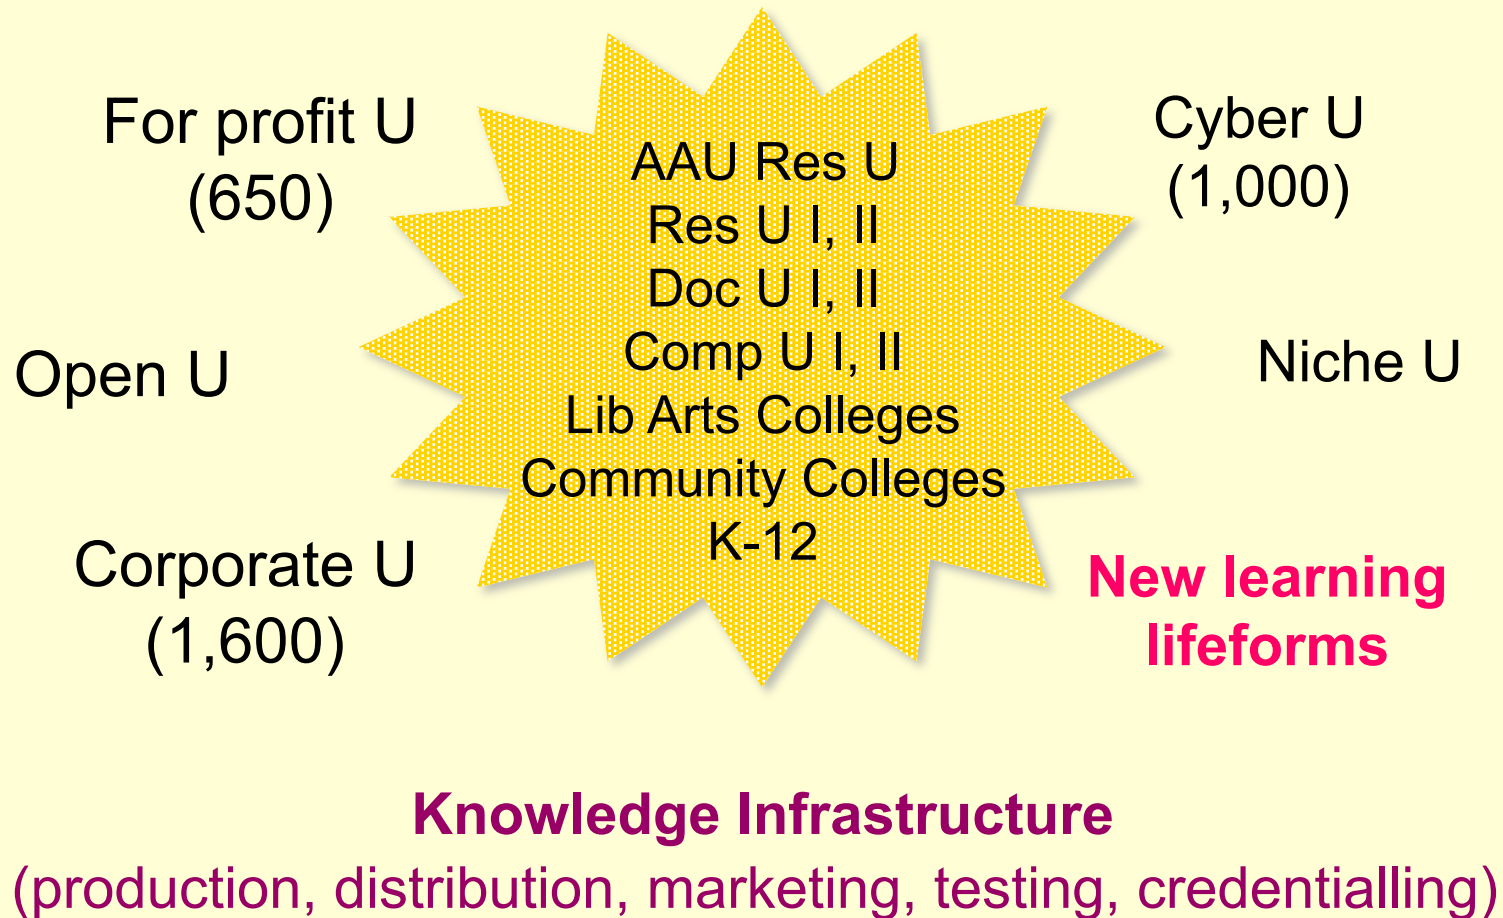 For profit U
(650)
Open U
Corporate U
(1,600)
AAU Res U
Res U I, II
Doc U I, II
Comp U I, II
Lib Arts Colleges
Community Colleges
K-12
Cyber U
(1,000)
Niche U
New learning
lifeforms
Knowledge Infrastructure
(production, distribution, marketing, testing, credentialling)